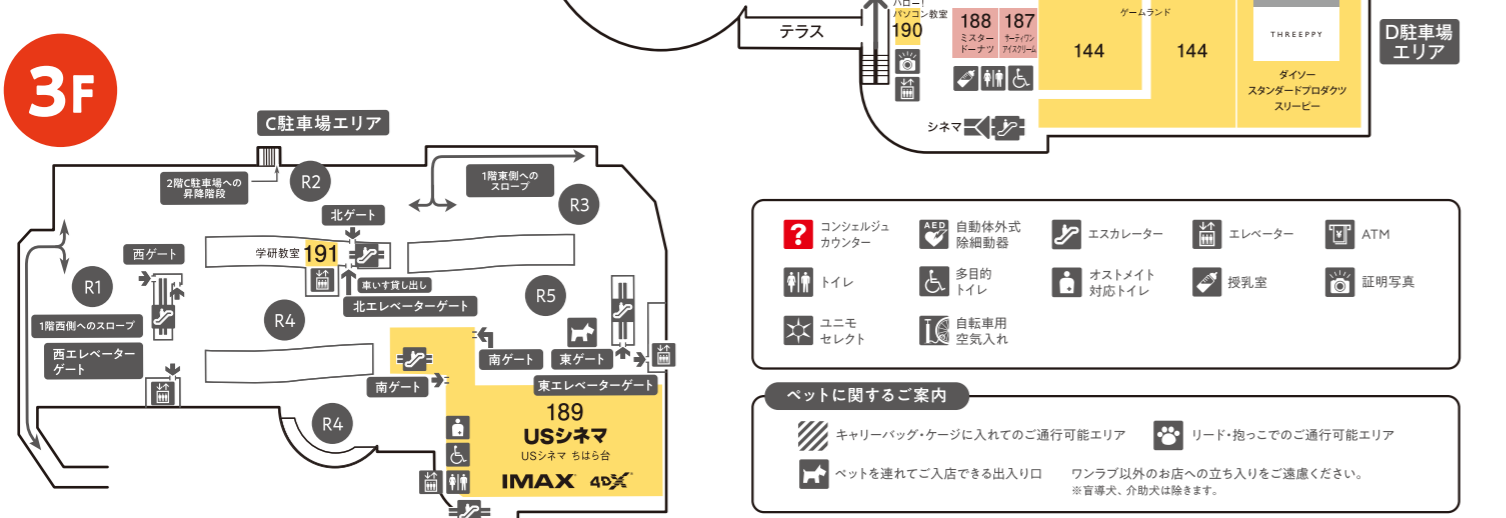 ハロー!
パソコン教室
190
188
ミスター
ドーナツ
187
サーティワン
アイスクリーム
ゲームランド
144
144
THREEPPY
ダイソー
スタンダードプロダクツ
スリーピー
D駐車場
エリア
テラス
シネマ
3F
C駐車場エリア
2階C駐車場への
昇降階段
R2
1階東側への
スロープ
R3
北ゲート
西ゲート
学研教室 191
車いす貸し出し
北エレベーターゲート
R1
R4
R5
1階西側へのスロープ
西エレベーター
ゲート
南ゲート
東ゲート
南ゲート
東エレベーターゲート
R4
189
USシネマ
USシネマ ちはら台
IMAX 4DX
?
コンシェルジュ
カウンター
AED
自動体外式
除細動器
エスカレーター
エレベーター
ATM
トイレ
多目的
トイレ
オストメイト
対応トイレ
授乳室
証明写真
ユニモ
セレクト
自転車用
空気入れ
ペットに関するご案内
キャリーバッグ・ケージに入れてのご通行可能エリア
リード・抱っこでのご通行可能エリア
ペットを連れてご入店できる出入り口
ワンラブ以外のお店への立ち入りをご遠慮ください。
※盲導犬、介助犬は除きます。